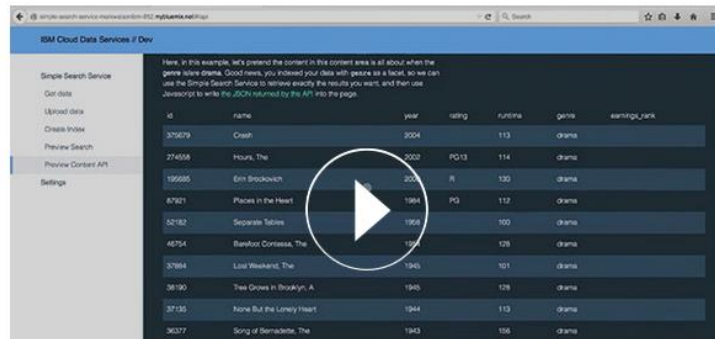 Search
IBM Cloud Data Services // Dev
Simple Search Service
Get data
Upload data
Create Index
Preview Search
Preview Content API
Settings
Here, in this example, let's pretend the content in this content area is all about when the
genre is/are drama. Good news, you indexed your data with genre as a facet, so we can
use the Simple Search Service to retrieve exactly the results you want, and then use
Javascript to write the JSON returned by the API into the page.
id name year rating runtime genre earnings_rank
375679 Crash 2004 113 drama
274558 Hours, The 2002 PG13 114 drama
195685 Erin Brockovich R 130 drama
87921 Places in the Heart 1984 PG 112 drama
52182 Separate Tables 1958 100 drama
46754 Barefoot Contessa, The 128 drama
37884 Lost Weekend, The 1945 101 drama
38190 Tree Grows in Brooklyn, A 1945 128 drama
37135 None But the Lonely Heart 1944 113 drama
36377 Song of Bernadette, The 1943 156 drama